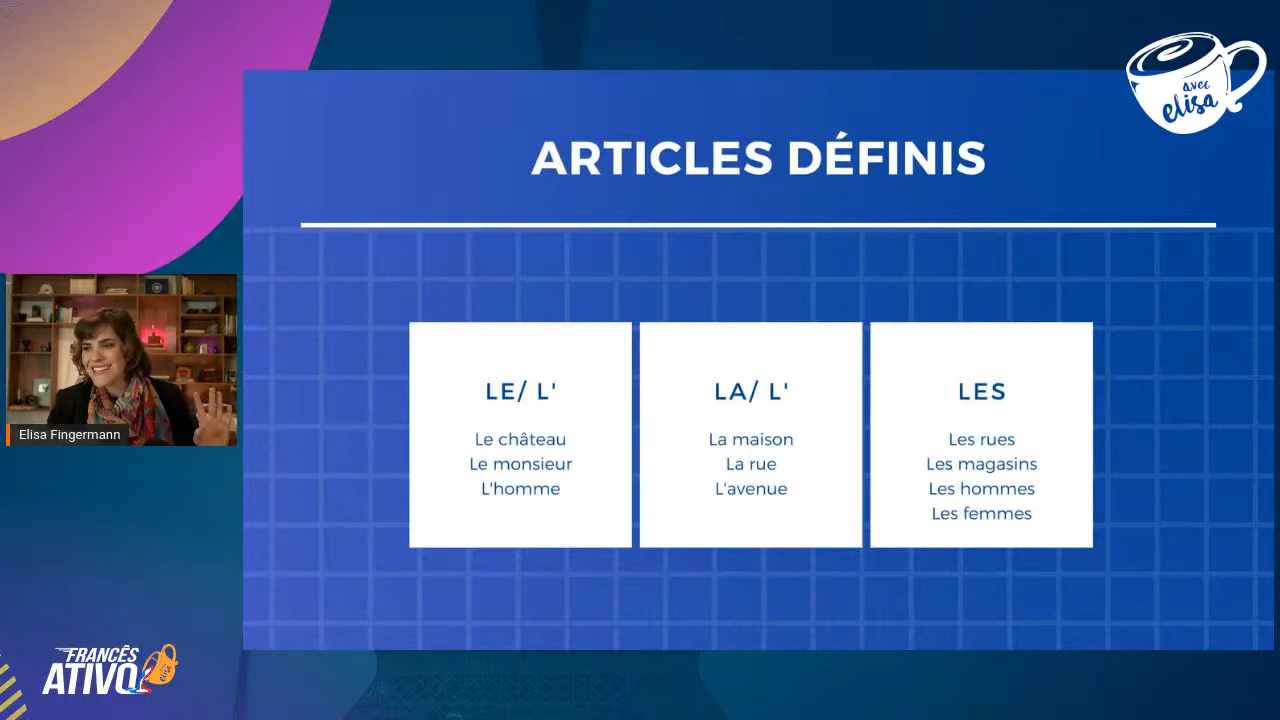 avec
elisa
ARTICLES DÉFINIS
LE/ L'
Le château
Le monsieur
L'homme
LA/ L'
La maison
La rue
L'avenue
LES
Les rues
Les magasins
Les hommes
Les femmes
Elisa Fingermann
FRANCÊS
ATIVO
elisa